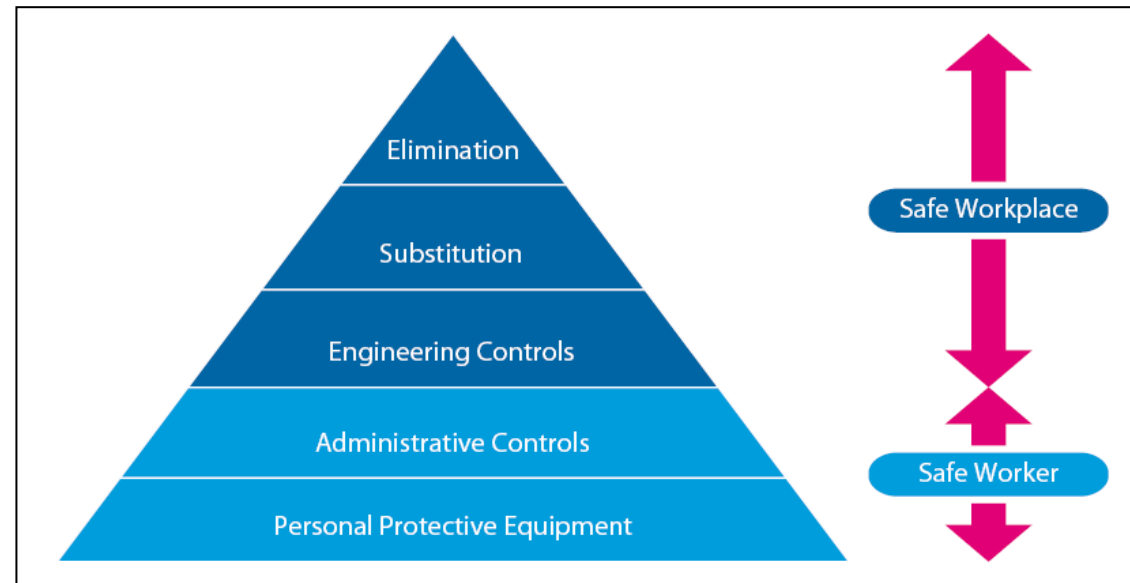 Elimination
Substitution
Engineering Controls
Administrative Controls
Personal Protective Equipment
Safe Workplace
Safe Worker